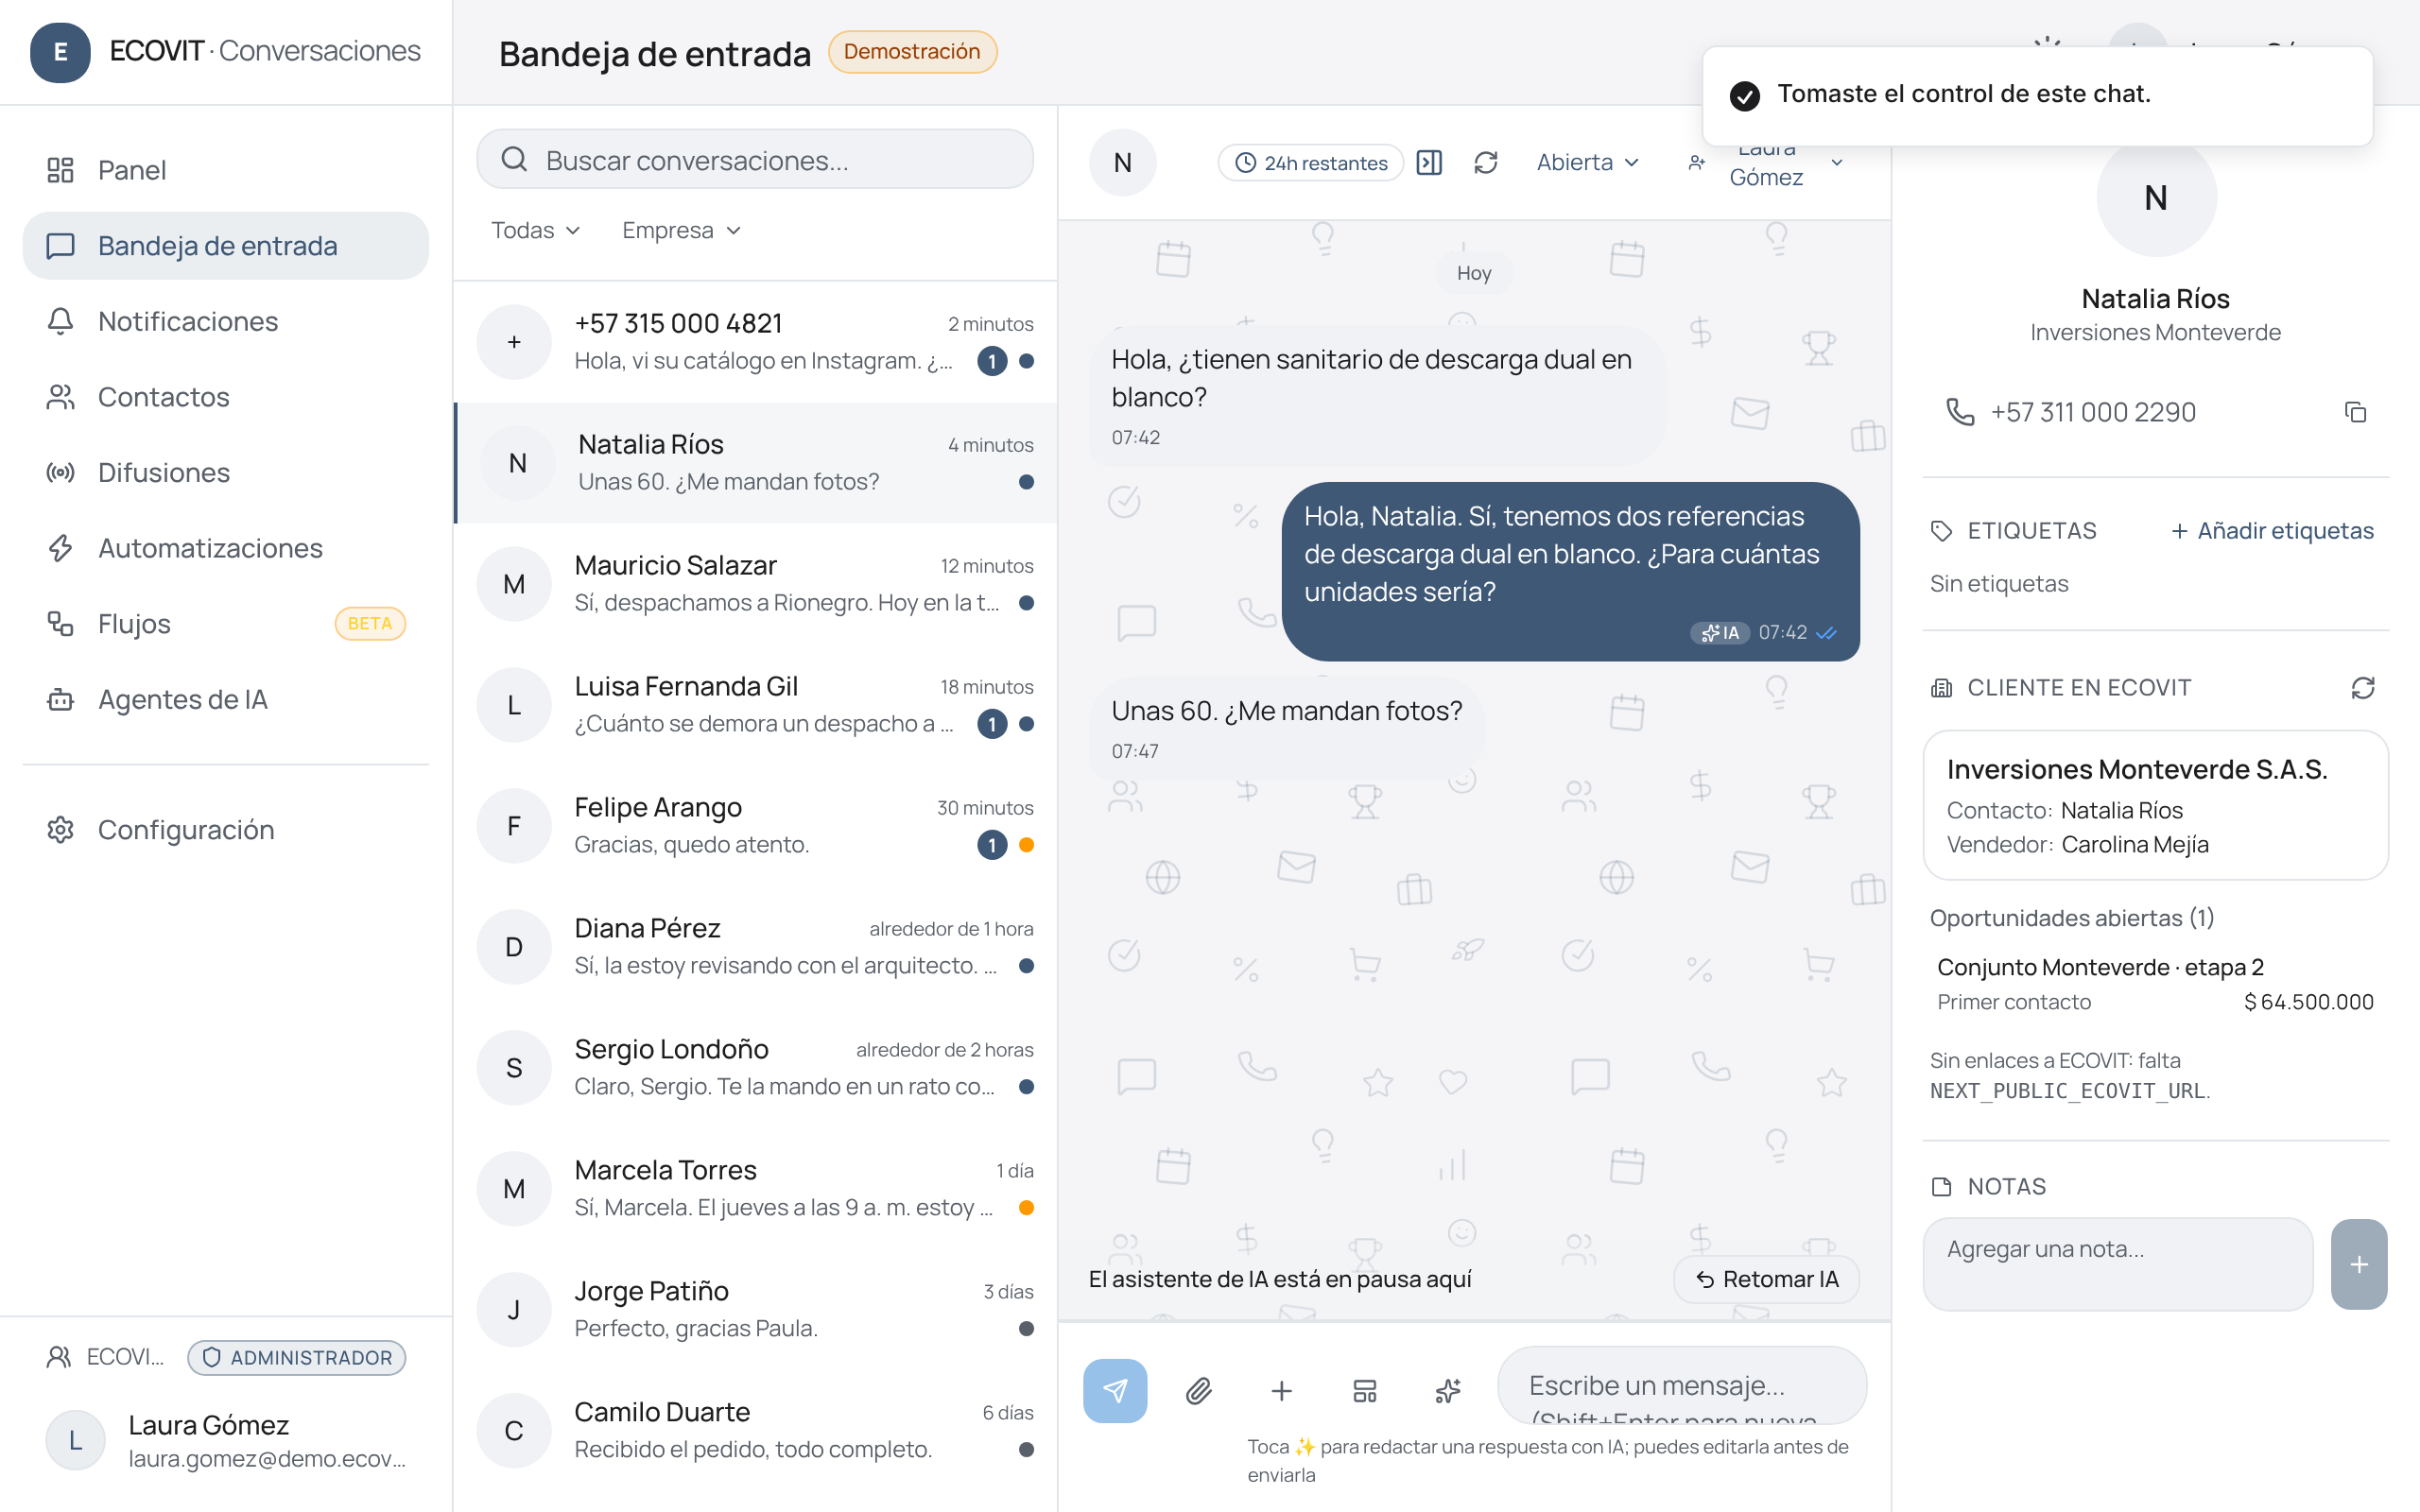 E
ECOVIT · Conversaciones
Panel
Bandeja de entrada
Notificaciones
Contactos
Difusiones
Automatizaciones
Flujos
BETA
Agentes de IA
Configuración
ECOVI...
ADMINISTRADOR
L
Laura Gómez
laura.gomez@demo.ecov...
Bandeja de entrada
Demostración
Tomaste el control de este chat.
Buscar conversaciones...
Todas
Empresa
+
+57 315 000 4821
2 minutos
Hola, vi su catálogo en Instagram. ¿...
1
N
Natalia Ríos
4 minutos
Unas 60. ¿Me mandan fotos?
M
Mauricio Salazar
12 minutos
Sí, despachamos a Rionegro. Hoy en la t...
L
Luisa Fernanda Gil
18 minutos
¿Cuánto se demora un despacho a ...
1
F
Felipe Arango
30 minutos
Gracias, quedo atento.
1
D
Diana Pérez
alrededor de 1 hora
Sí, la estoy revisando con el arquitecto. ...
S
Sergio Londoño
alrededor de 2 horas
Claro, Sergio. Te la mando en un rato co...
M
Marcela Torres
1 día
Sí, Marcela. El jueves a las 9 a. m. estoy ...
J
Jorge Patiño
3 días
Perfecto, gracias Paula.
C
Camilo Duarte
6 días
Recibido el pedido, todo completo.
N
24h restantes
Abierta
Laura
Gómez
Hoy
Hola, ¿tienen sanitario de descarga dual en
blanco?
07:42
Hola, Natalia. Sí, tenemos dos referencias
de descarga dual en blanco. ¿Para cuántas
unidades sería?
IA 07:42
Unas 60. ¿Me mandan fotos?
07:47
El asistente de IA está en pausa aquí
Retomar IA
Escribe un mensaje...
(Shift+Enter para nueva
Toca ✨ para redactar una respuesta con IA; puedes editarla antes de
enviarla
N
Natalia Ríos
Inversiones Monteverde
+57 311 000 2290
ETIQUETAS
+ Añadir etiquetas
Sin etiquetas
CLIENTE EN ECOVIT
Inversiones Monteverde S.A.S.
Contacto: Natalia Ríos
Vendedor: Carolina Mejía
Oportunidades abiertas (1)
Conjunto Monteverde · etapa 2
Primer contacto
$ 64.500.000
Sin enlaces a ECOVIT: falta
NEXT_PUBLIC_ECOVIT_URL.
NOTAS
Agregar una nota...
+